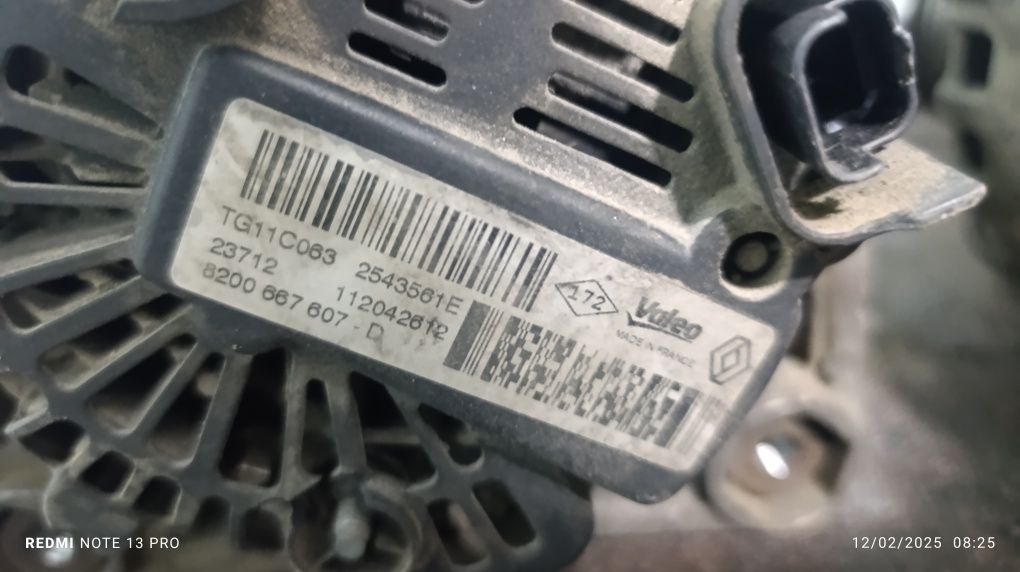 TG11C063 2543561E
23712 112042612
8200 667 607 - D
172
Valeo
MADE IN FRANCE
REDMI NOTE 13 PRO
12/02/2025 08:25